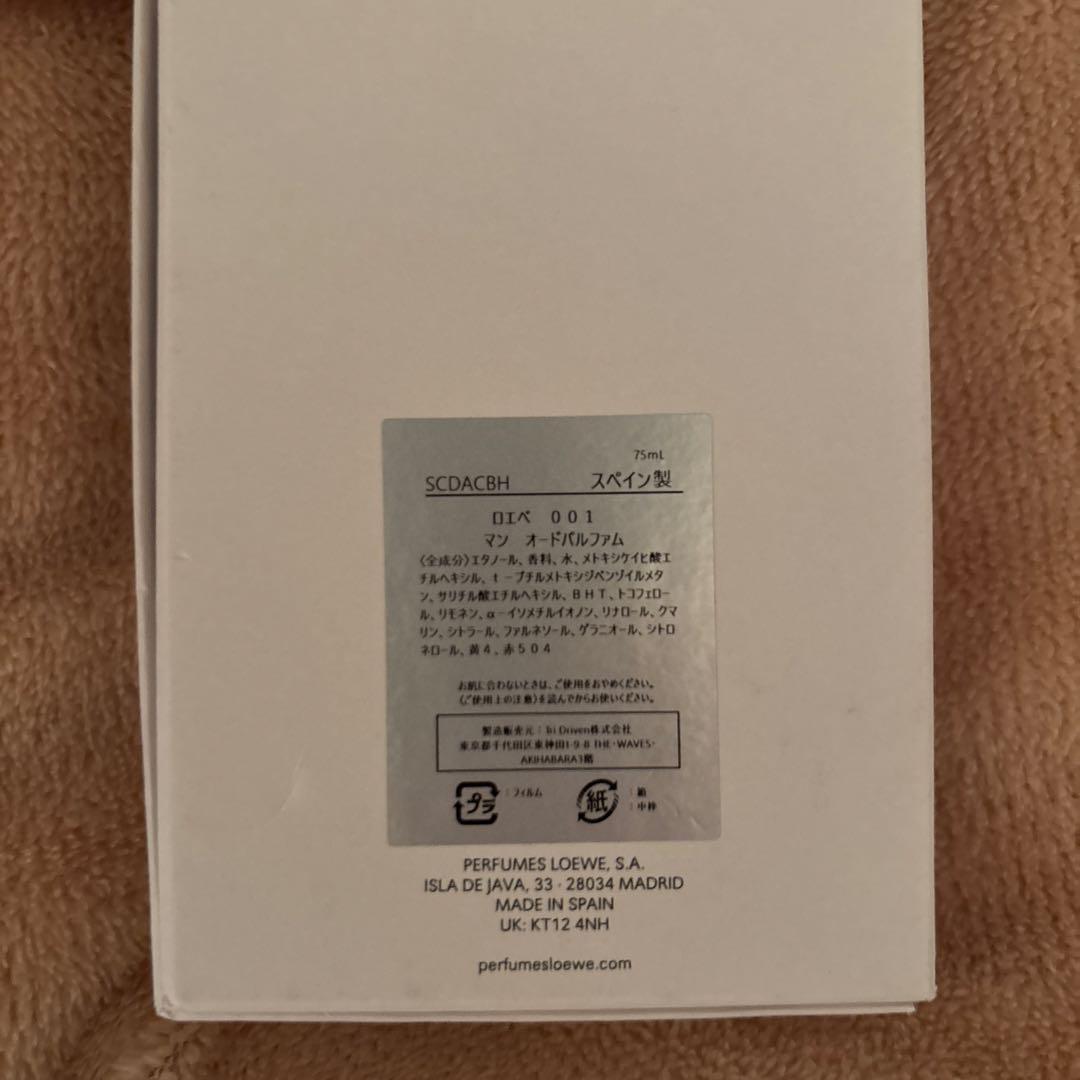 75mL
SCDACBH スペイン製
ロエベ 001
マン オードパルファム
〈全成分〉エタノール、香料、水、メトキシケイヒ酸エ
チルヘキシル、t－ブチルメトキシジベンゾイルメタ
ン、サリチル酸エチルヘキシル、BHT、トコフェロー
ル、リモネン、α－イソメチルイオノン、リナロール、クマ
リン、シトラール、ファルネソール、ゲラニオール、シトロ
ネロール、黄4、赤504
お肌に合わないときは、ご使用をおやめください。
〈ご使用上の注意〉を読んでからお使いください。
製造販売元：tri Driven株式会社
東京都千代田区東神田1-9-8 THE･WAVES･
AKIHABARA3階
プラ ：フィルム 紙 ：箱
：中枠
PERFUMES LOEWE, S.A.
ISLA DE JAVA, 33 · 28034 MADRID
MADE IN SPAIN
UK: KT12 4NH
perfumesloewe.com